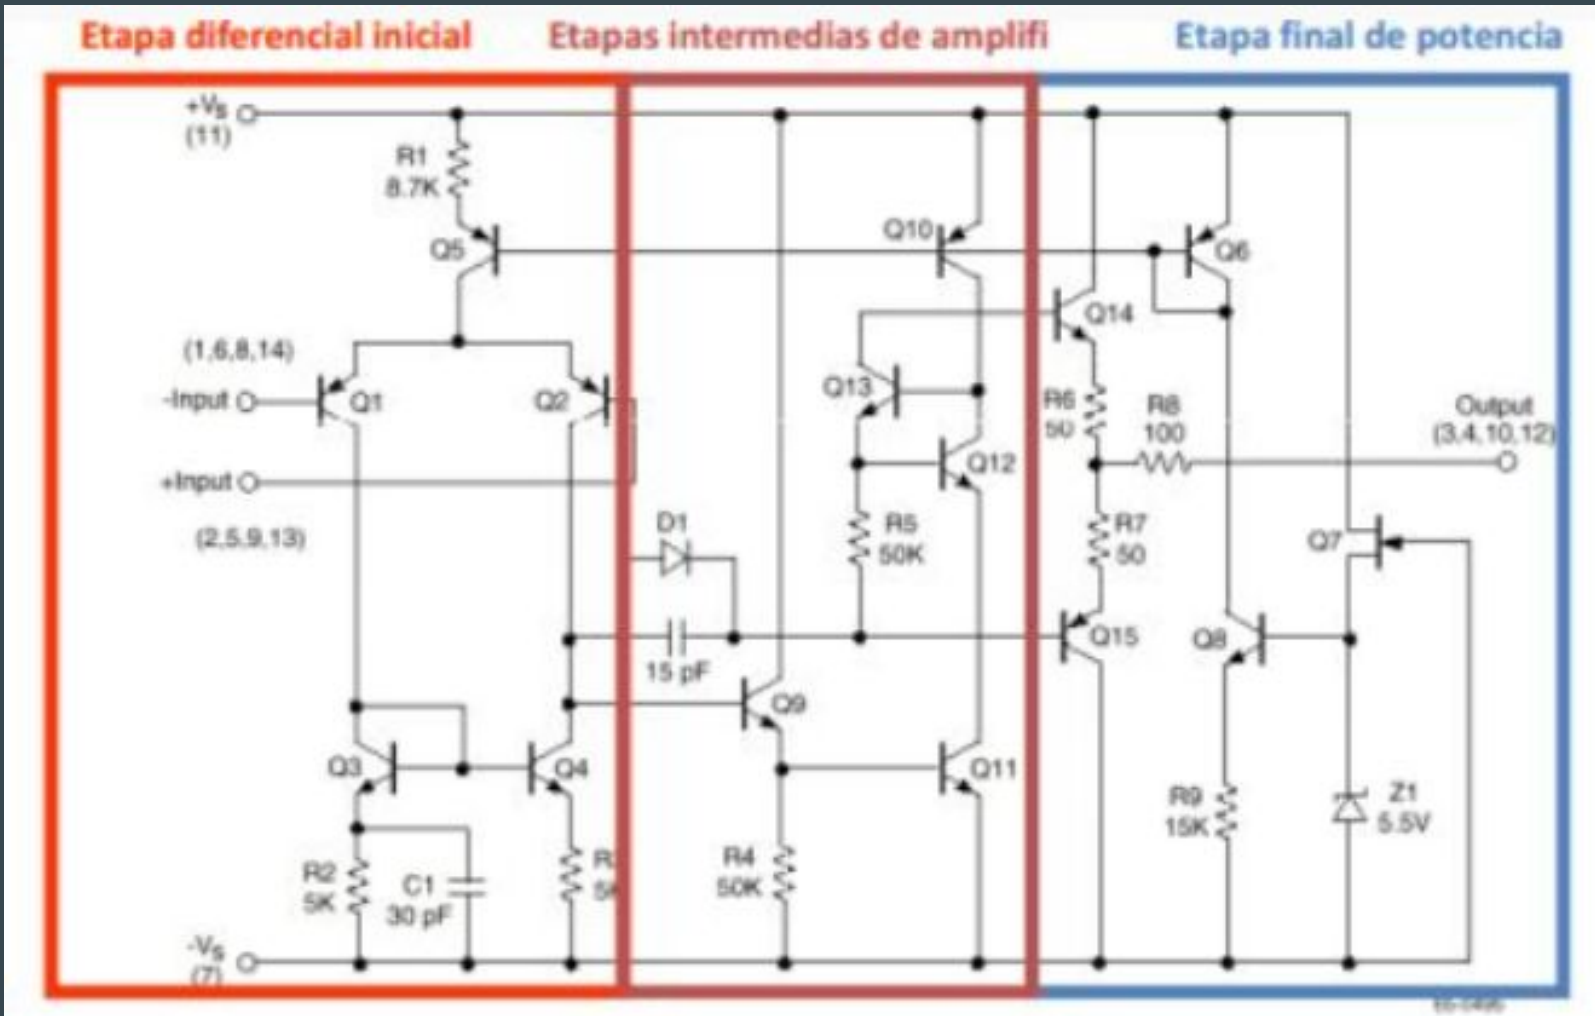 Etapa diferencial inicial
Etapas intermedias de amplifi
Etapa final de potencia
+Vs
(11)
R1
8.7K
Q5
Q10
Q6
Q14
(1,6,8,14)
-Input
Q1
Q2
Q13
R6
50
R8
100
Output
(3,4,10,12)
Q12
+Input
(2,5,9,13)
D1
R5
50K
R7
50
Q7
15 pF
Q15
Q8
Q9
Q3
Q4
Q11
R9
15K
Z1
5.5V
R2
5K
C1
30 pF
R4
50K
-Vs
(7)